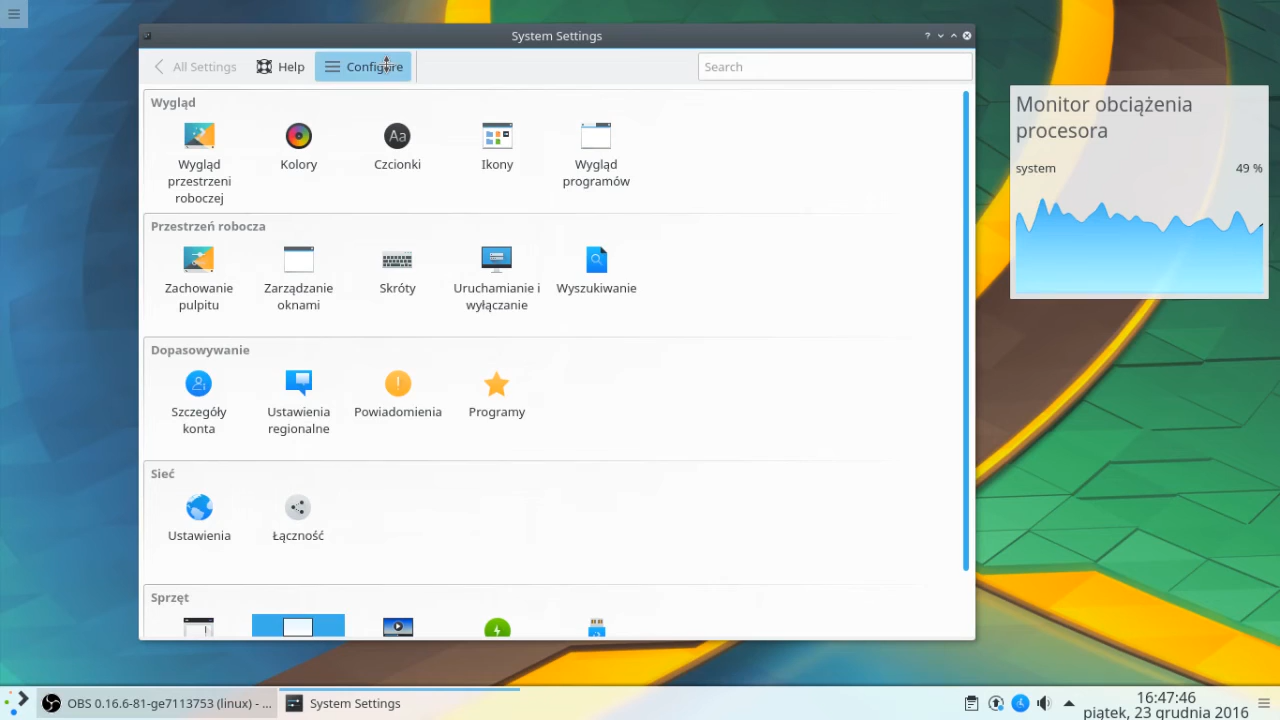 System Settings
All Settings Help Configure Search
Wygląd
Wygląd
przestrzeni
roboczej
Kolory
Aa
Czcionki
Ikony
Wygląd
programów
Przestrzeń robocza
Zachowanie
pulpitu
Zarządzanie
oknami
Skróty
Uruchamianie i
wyłączanie
Wyszukiwanie
Dopasowywanie
Szczegóły
konta
Ustawienia
regionalne
Powiadomienia
Programy
Sieć
Ustawienia
Łączność
Sprzęt
Monitor obciążenia
procesora
system 49 %
OBS 0.16.6-81-ge7113753 (linux) - ...
System Settings
16:47:46
piątek, 23 grudnia 2016